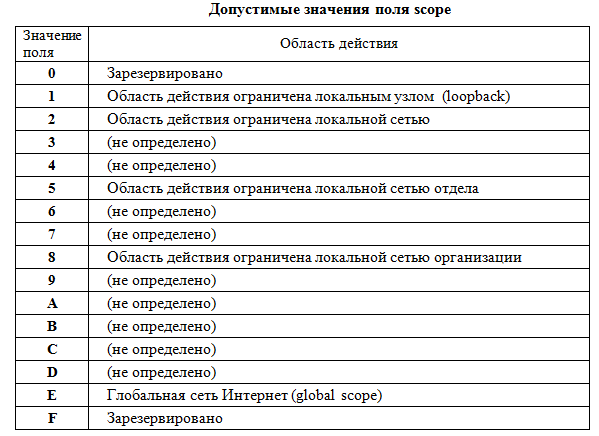 Допустимые значения поля scope
Значение поля Область действия
0 Зарезервировано
1 Область действия ограничена локальным узлом (loopback)
2 Область действия ограничена локальной сетью
3 (не определено)
4 (не определено)
5 Область действия ограничена локальной сетью отдела
6 (не определено)
7 (не определено)
8 Область действия ограничена локальной сетью организации
9 (не определено)
A (не определено)
B (не определено)
C (не определено)
D (не определено)
E Глобальная сеть Интернет (global scope)
F Зарезервировано